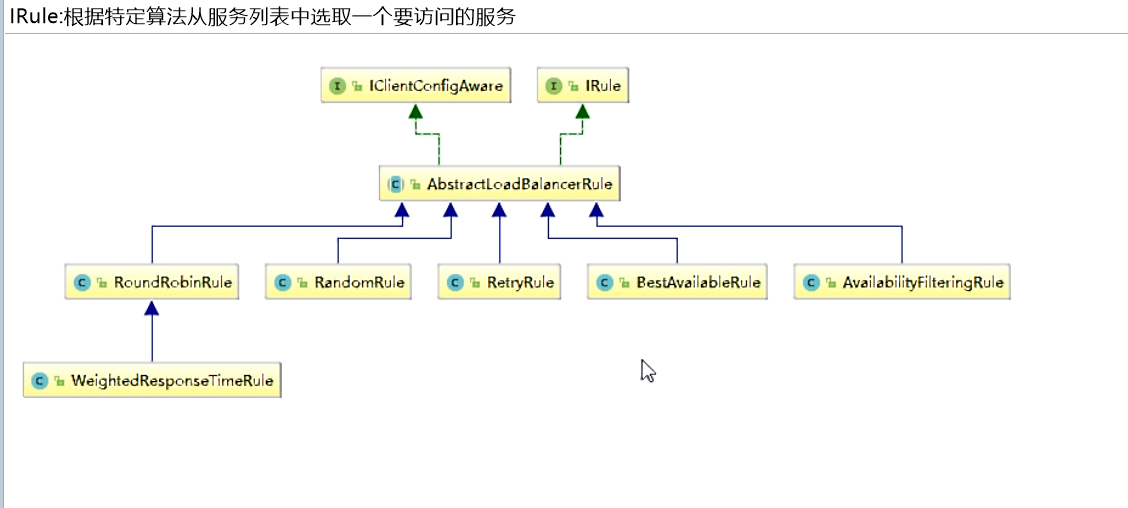 IRule:根据特定算法从服务列表中选取一个要访问的服务
I IClientConfigAware
I IRule
C AbstractLoadBalancerRule
C RoundRobinRule
C RandomRule
C RetryRule
C BestAvailableRule
C AvailabilityFilteringRule
C WeightedResponseTimeRule